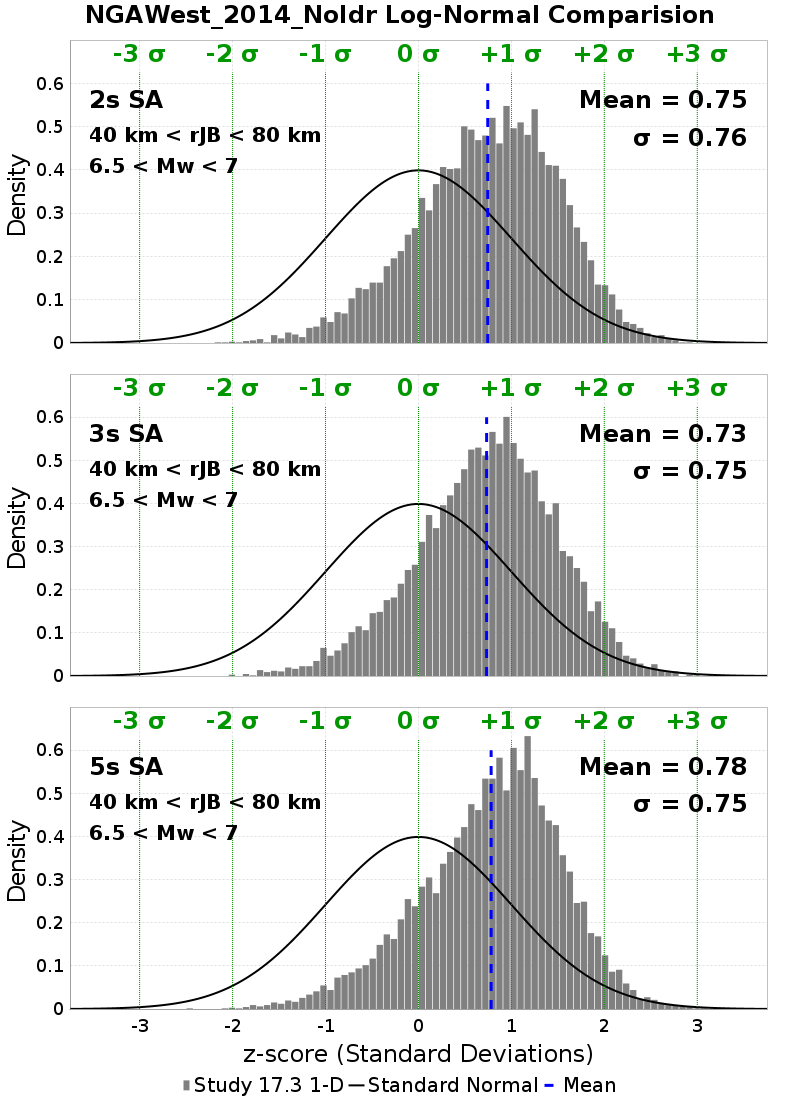 NGAWest_2014_NoIdr Log-Normal Comparision
-3 σ -2 σ -1 σ 0 σ +1 σ +2 σ +3 σ
0.6
2s SA Mean = 0.75
0.5
40 km < rJB < 80 km σ = 0.76
6.5 < Mw < 7
0.4
Density
0.3
0.2
0.1
0
-3 σ -2 σ -1 σ 0 σ +1 σ +2 σ +3 σ
0.6
3s SA Mean = 0.73
0.5
40 km < rJB < 80 km σ = 0.75
6.5 < Mw < 7
0.4
Density
0.3
0.2
0.1
0
-3 σ -2 σ -1 σ 0 σ +1 σ +2 σ +3 σ
0.6
5s SA Mean = 0.78
0.5
40 km < rJB < 80 km σ = 0.75
6.5 < Mw < 7
0.4
Density
0.3
0.2
0.1
0
-3 -2 -1 0 1 2 3
z-score (Standard Deviations)
Study 17.3 1-D Standard Normal Mean